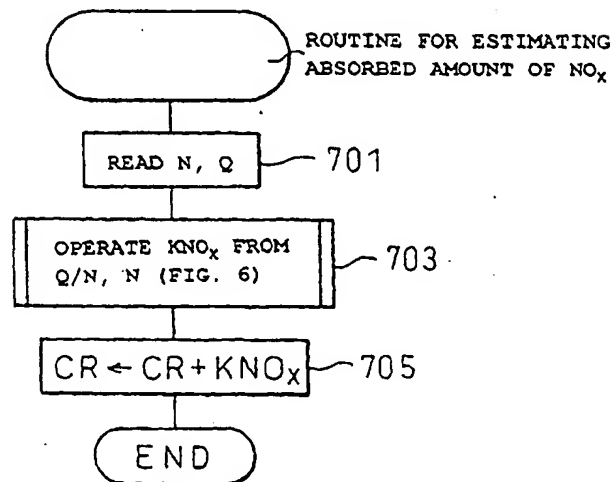 ROUTINE FOR ESTIMATING
ABSORBED AMOUNT OF NOx
READ N, Q
701
OPERATE KNOx FROM
Q/N, N (FIG. 6)
703
CR ← CR + KNOx
705
END